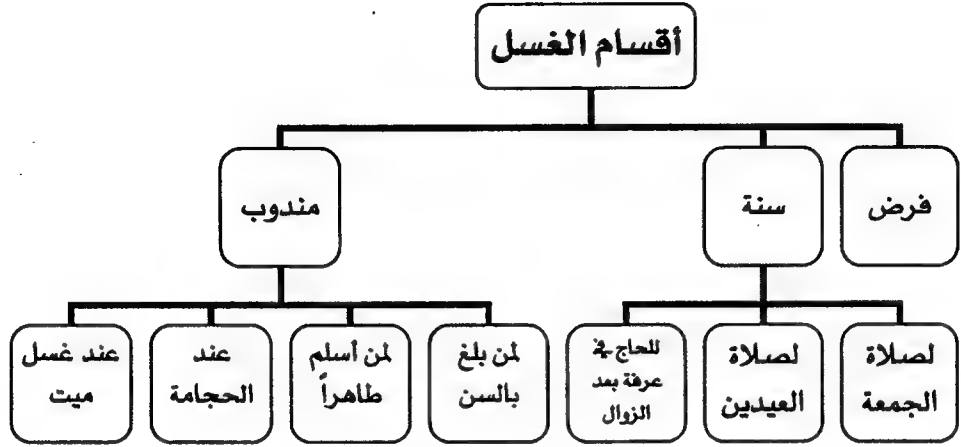 أقسام الغسل
فرض
سنة
مندوب
لصلاة
الجمعة
لصلاة
العيدين
للحاج في
عرفة بعد
الزوال
لمن بلغ
بالسن
لمن أسلم
طاهراً
عند
الحجامة
عند غسل
ميت